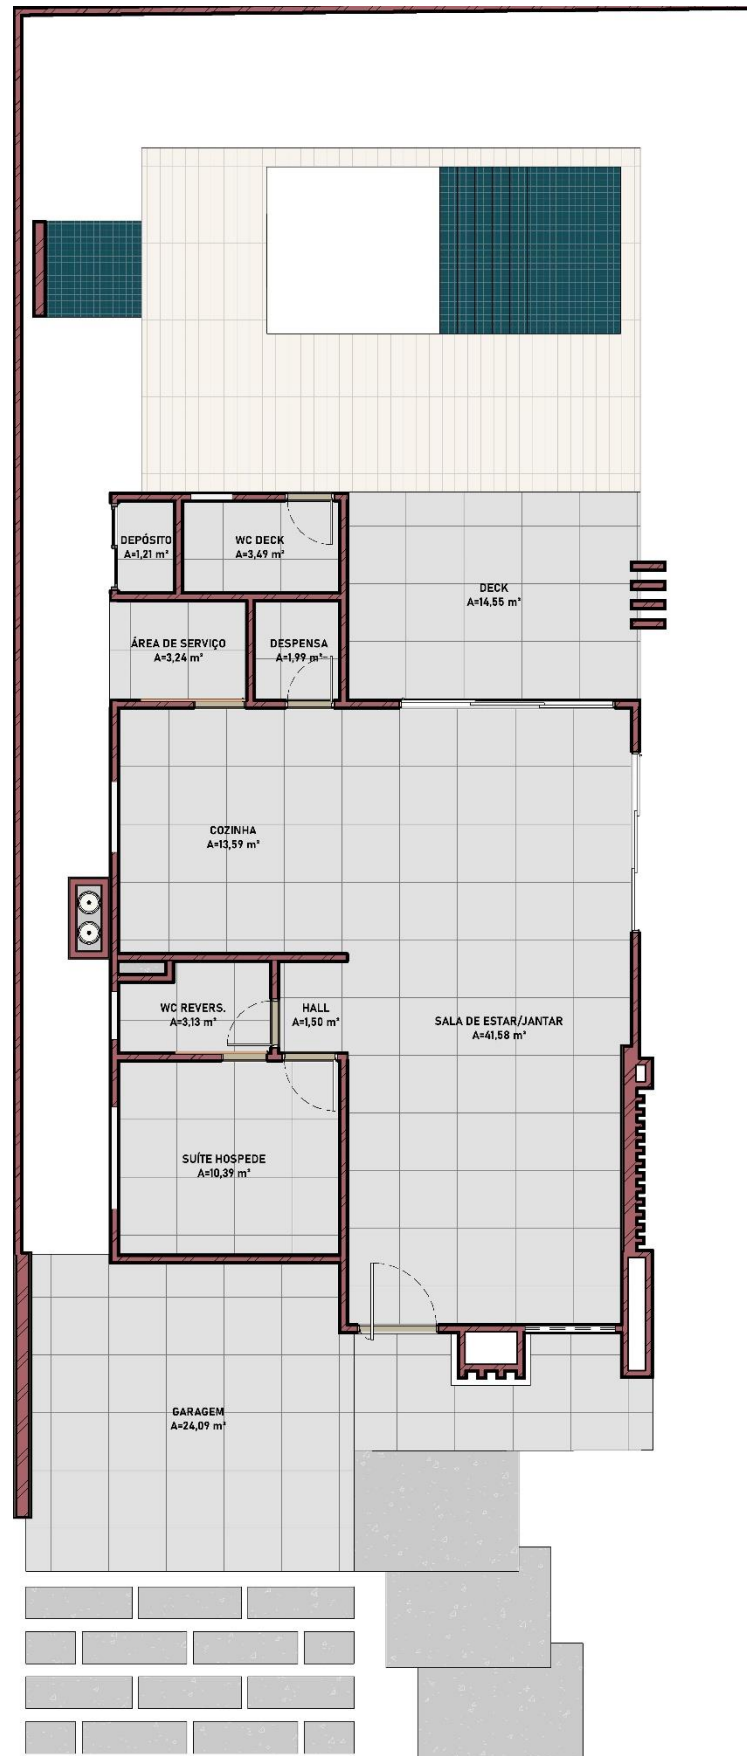 DEPÓSITO
A=1,21 m²
WC DECK
A=3,49 m²
DECK
A=14,55 m²
ÁREA DE SERVIÇO
A=3,24 m²
DESPENSA
A=1,99 m²
COZINHA
A=13,59 m²
WC REVERS.
A=3,13 m²
HALL
A=1,50 m²
SALA DE ESTAR/JANTAR
A=41,58 m²
SUÍTE HOSPEDE
A=10,39 m²
GARAGEM
A=24,09 m²